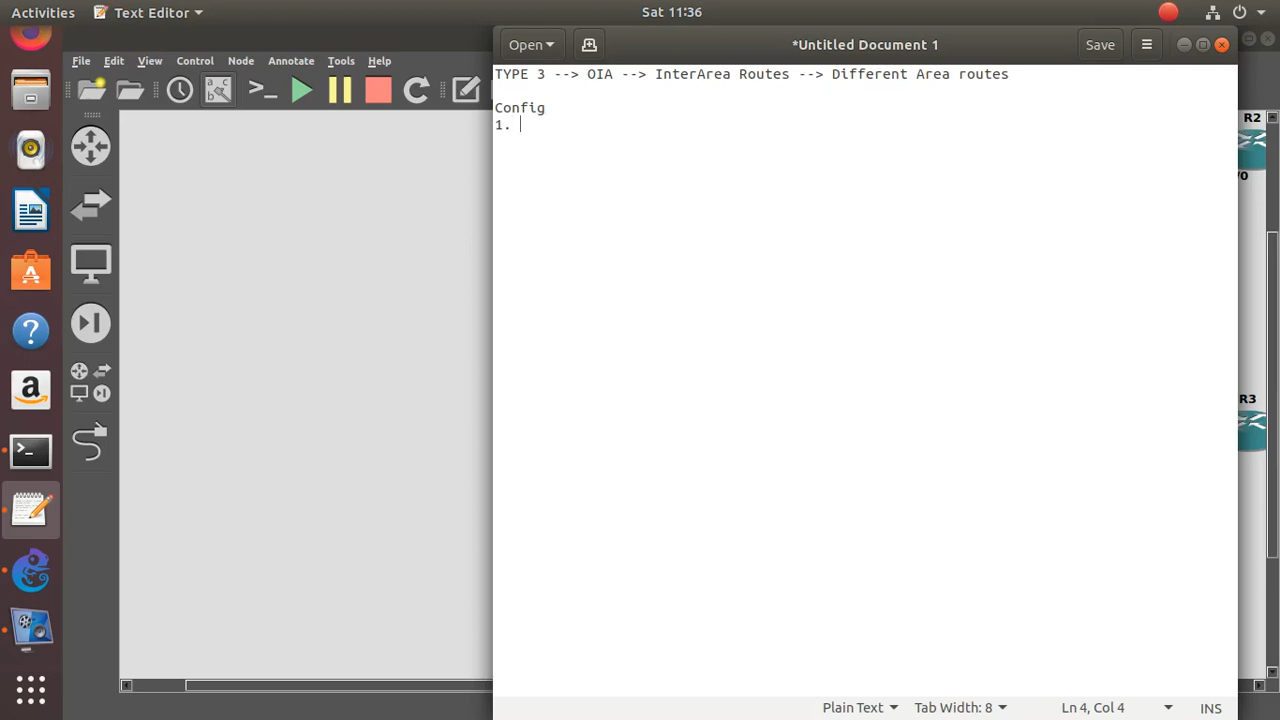 Activities Text Editor Sat 11:36
Open *Untitled Document 1 Save
File Edit View Control Node Annotate Tools Help
TYPE 3 --> OIA --> InterArea Routes --> Different Area routes
Config
1.
R2
/0
R3
a b c
>_
A
?
a
>_
Plain Text Tab Width: 8 Ln 4, Col 4 INS